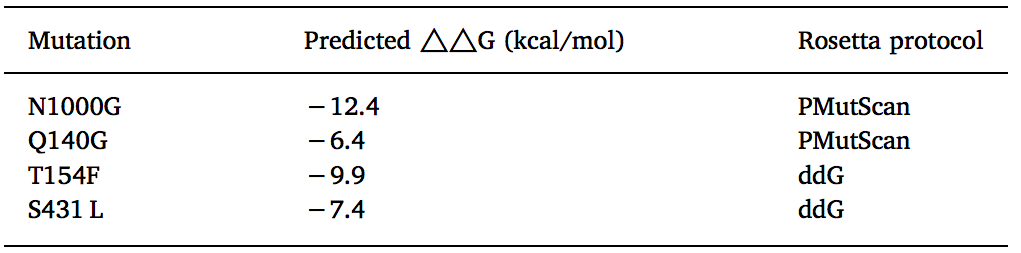 Mutation Predicted △△G (kcal/mol) Rosetta protocol
N1000G −12.4 PMutScan
Q140G −6.4 PMutScan
T154F −9.9 ddG
S431 L −7.4 ddG